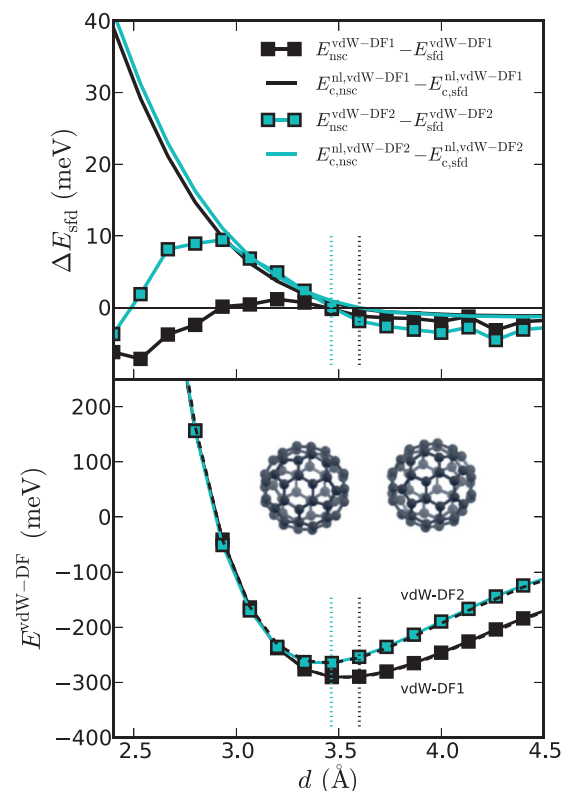 40
30
20
10
0
ΔE_sfd (meV)
E_nsc^vdW−DF1 − E_sfd^vdW−DF1
E_c,nsc^nl,vdW−DF1 − E_c,sfd^nl,vdW−DF1
E_nsc^vdW−DF2 − E_sfd^vdW−DF2
E_c,nsc^nl,vdW−DF2 − E_c,sfd^nl,vdW−DF2
200
100
0
−100
−200
−300
−400
E^vdW−DF (meV)
vdW-DF2
vdW-DF1
2.5 3.0 3.5 4.0 4.5
d (Å)